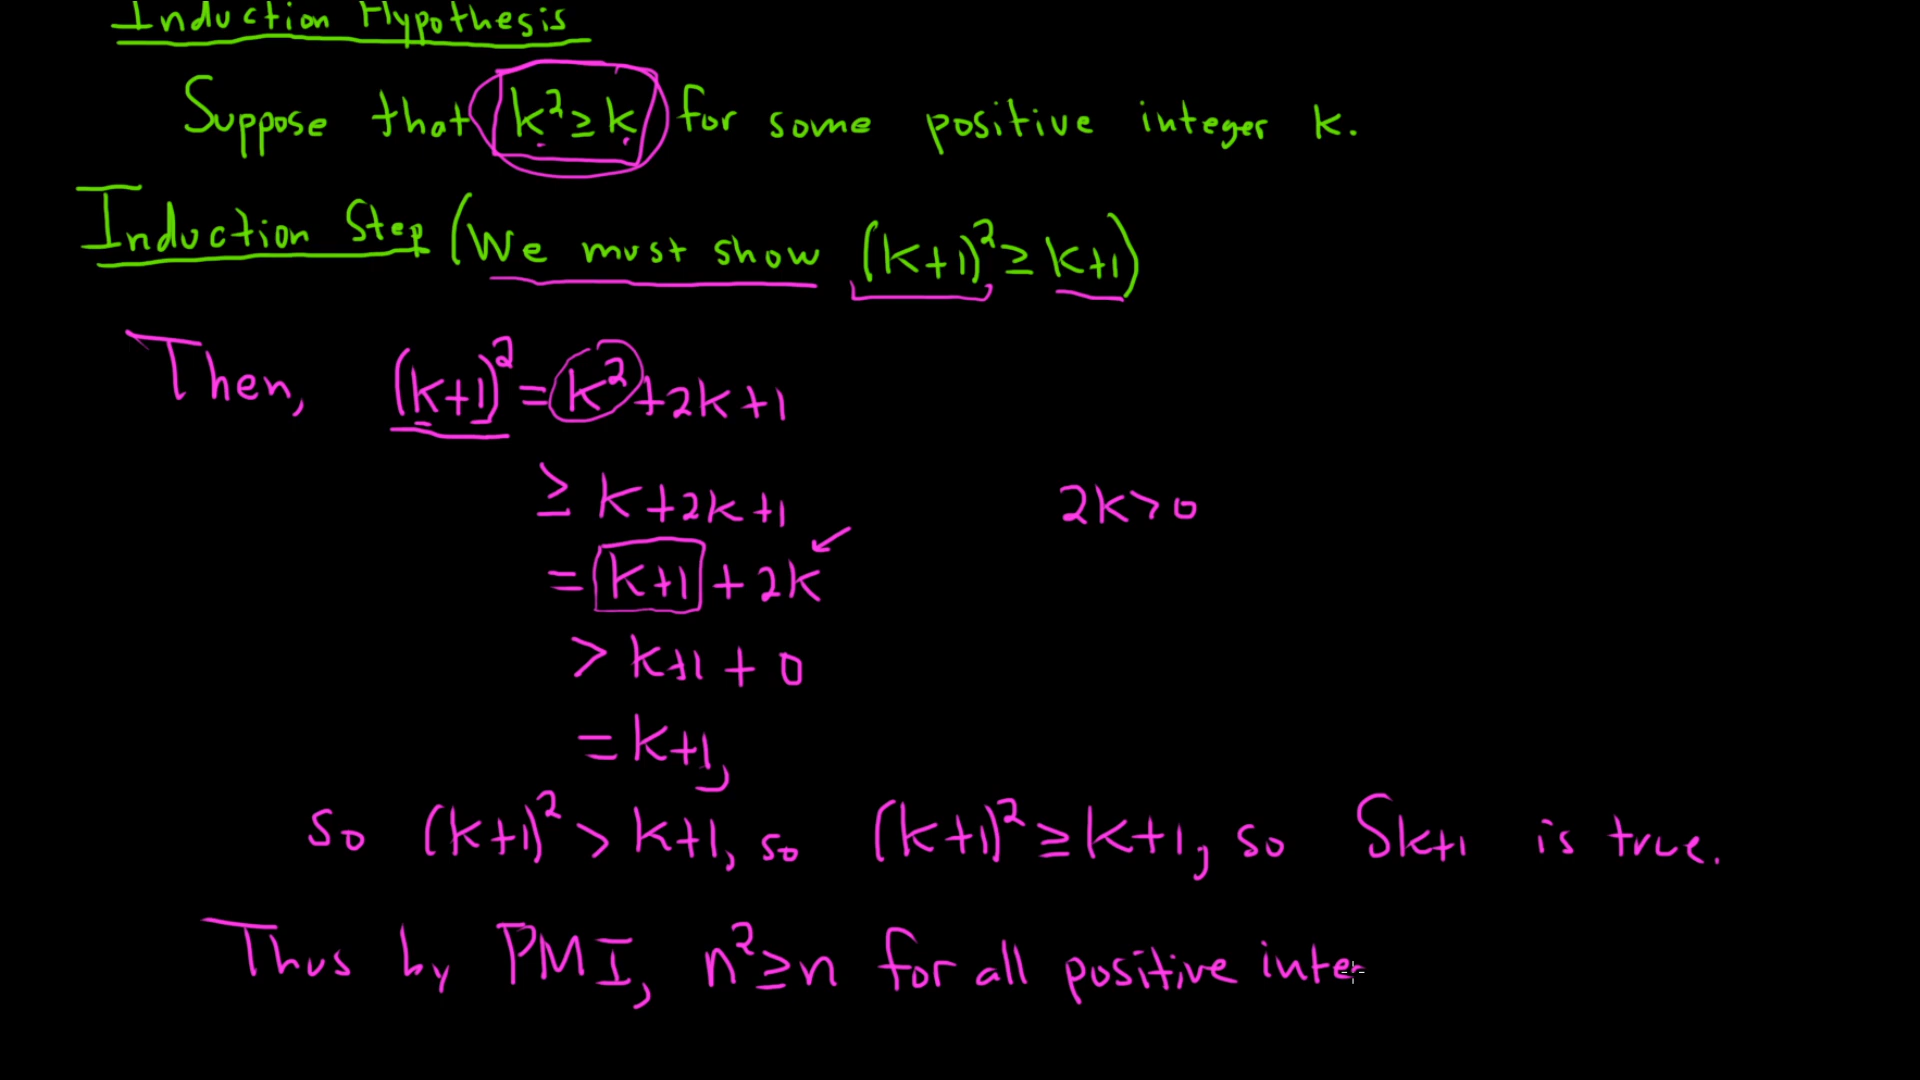 Induction Hypothesis
Suppose that k² ≥ k for some positive integer k.
Induction Step (We must show (k+1)² ≥ k+1)
Then, (k+1)² = k² + 2k + 1
≥ k + 2k + 1 2k > 0
= k+1 + 2k
> k+1 + 0
= k+1,
so (k+1)² > k+1, so (k+1)² ≥ k+1, so Sk+1 is true.
Thus by PMI, n² ≥ n for all positive inte